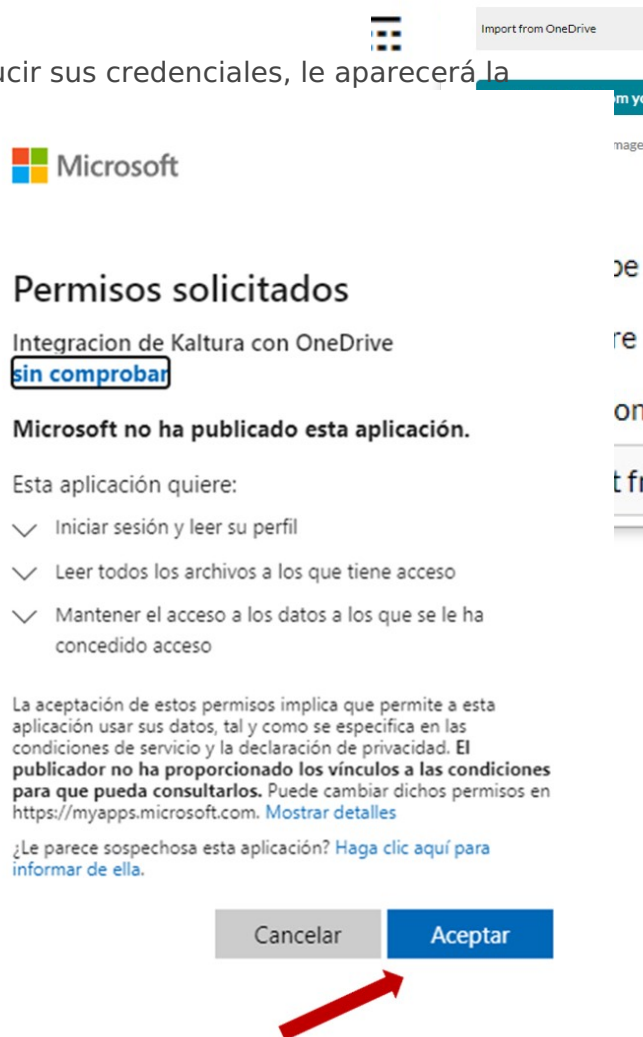 Import from OneDrive
sus credenciales, le aparecerá la
Microsoft
Permisos solicitados
Integracion de Kaltura con OneDrive
sin comprobar
Microsoft no ha publicado esta aplicación.
Esta aplicación quiere:
Iniciar sesión y leer su perfil
Leer todos los archivos a los que tiene acceso
Mantener el acceso a los datos a los que se le ha
concedido acceso
La aceptación de estos permisos implica que permite a esta
aplicación usar sus datos, tal y como se especifica en las
condiciones de servicio y la declaración de privacidad. El
publicador no ha proporcionado los vínculos a las condiciones
para que pueda consultarlos. Puede cambiar dichos permisos en
https://myapps.microsoft.com. Mostrar detalles
¿Le parece sospechosa esta aplicación? Haga clic aquí para
informar de ella.
Cancelar
Aceptar